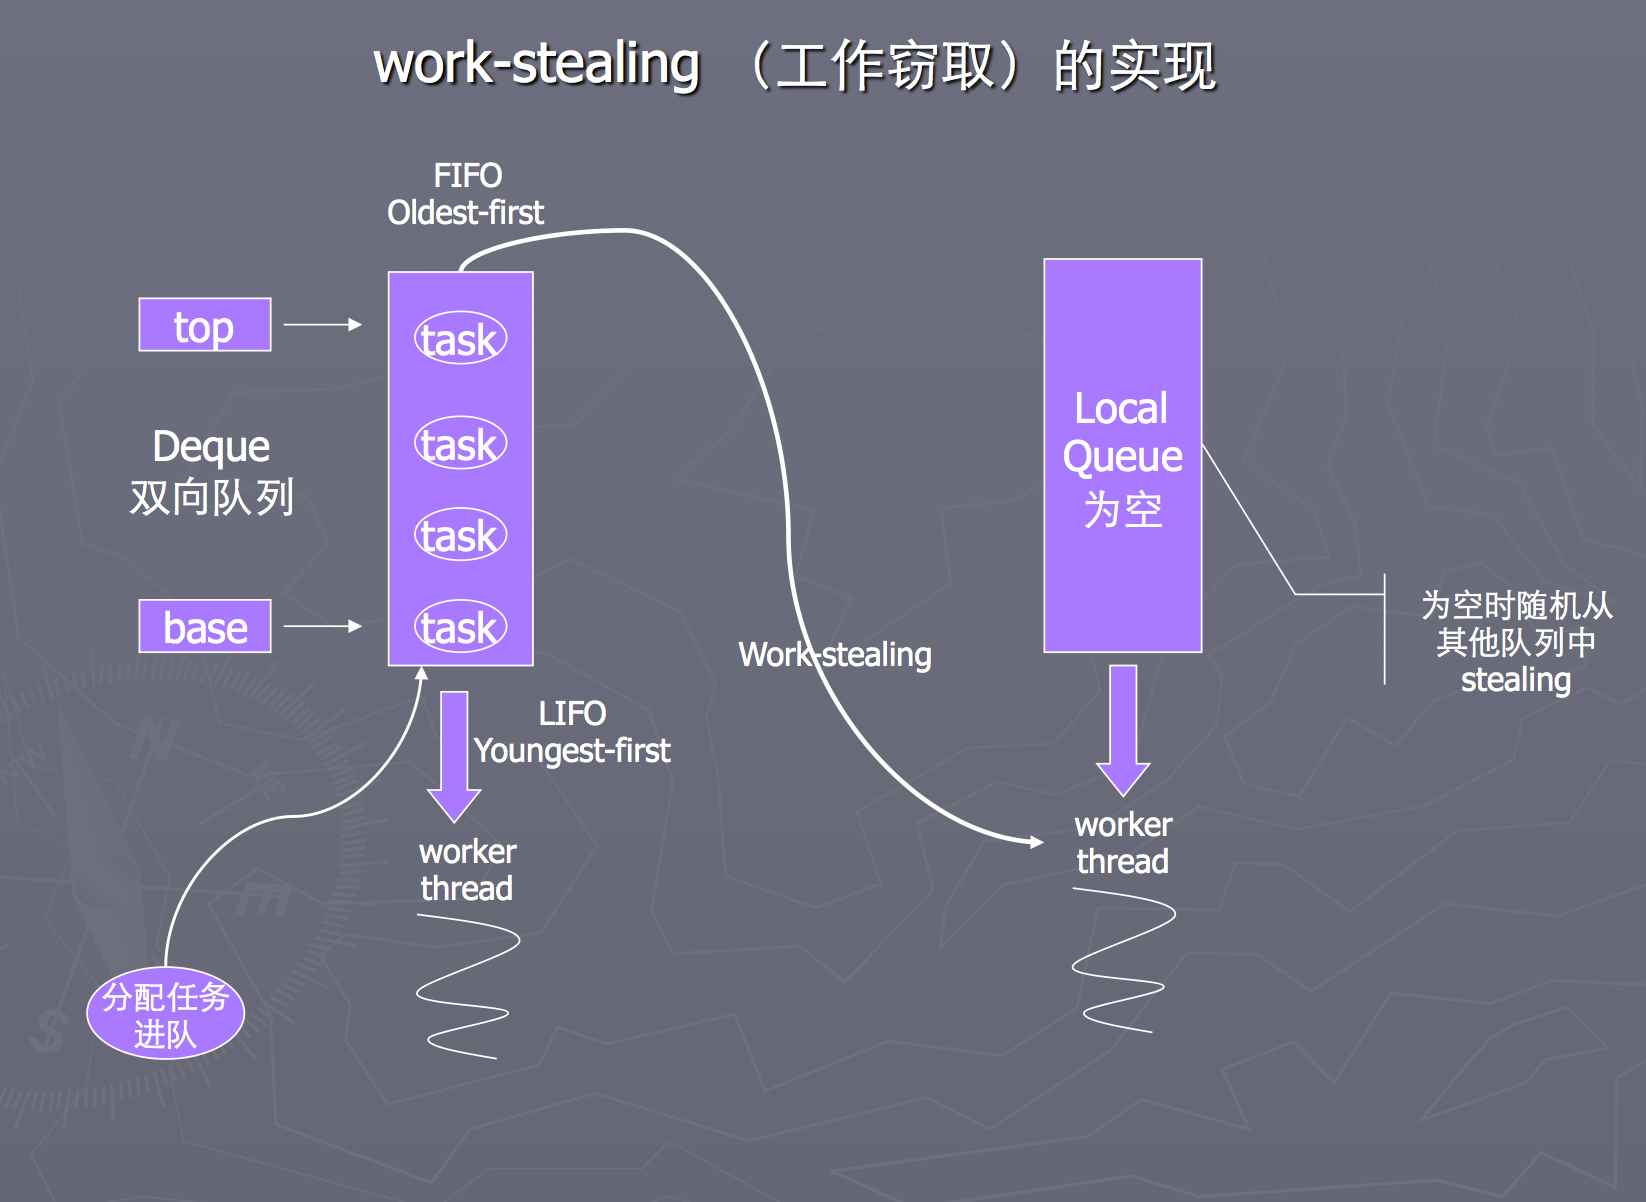 work-stealing （工作窃取）的实现
FIFO
Oldest-first
top
task
task
Deque
双向队列
task
base
task
Local
Queue
为空
为空时随机从
其他队列中
stealing
Work-stealing
LIFO
Youngest-first
worker
thread
worker
thread
分配任务
进队
N
m
S